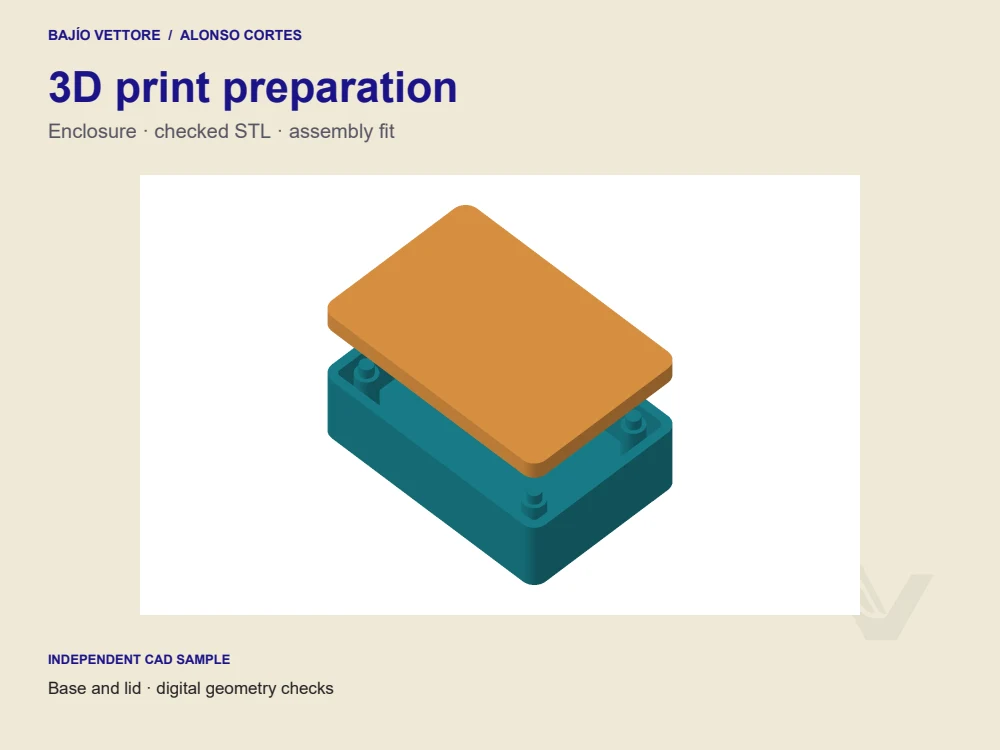 BAJÍO VETTORE / ALONSO CORTES
3D print preparation
Enclosure · checked STL · assembly fit
INDEPENDENT CAD SAMPLE
Base and lid · digital geometry checks